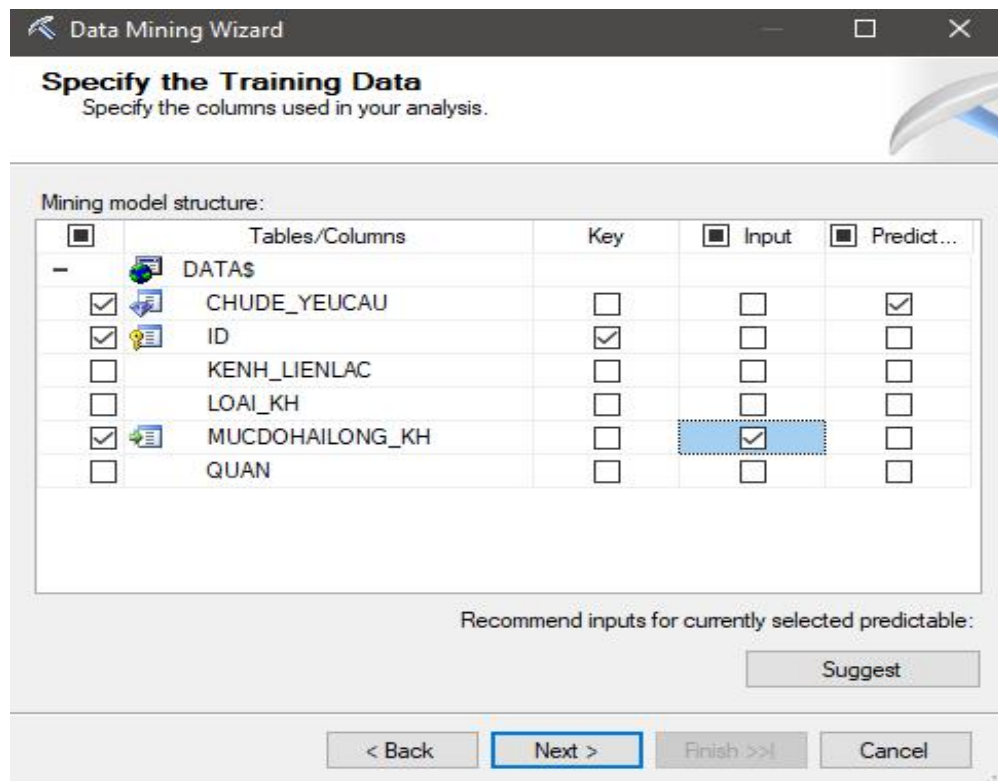 Data Mining Wizard
Specify the Training Data
Specify the columns used in your analysis.
Mining model structure:
Tables/Columns Key Input Predict...
DATA$
CHUDE_YEUCAU
ID
KENH_LIENLAC
LOAI_KH
MUCDOHAILONG_KH
QUAN
Recommend inputs for currently selected predictable:
Suggest
< Back Next > Finish >>| Cancel